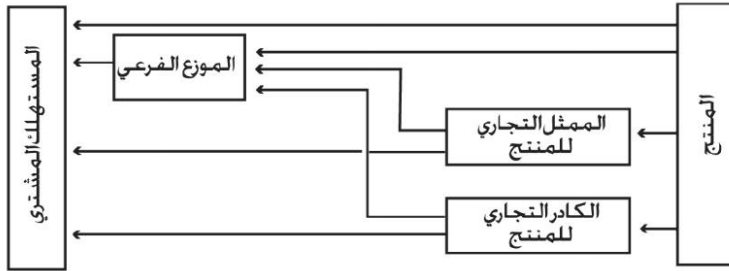 المنتج
الموزع الفرعي
الممثل التجاري
للمنتج
الكادر التجاري
للمنتج
المستهلك المشتري